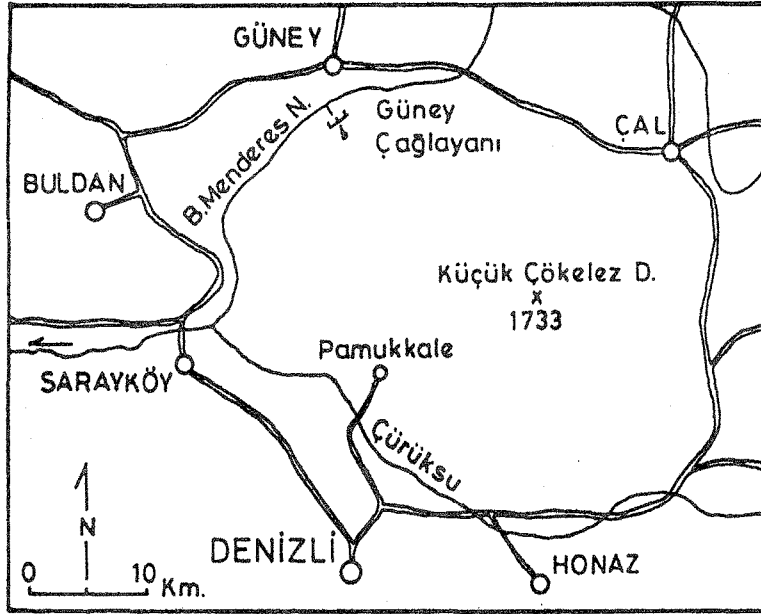 GÜNEY
B.Menderes N.
Güney
Çağlayanı
ÇAL
BULDAN
Küçük Çökelez D.
x
1733
Pamukkale
SARAYKÖY
Çürüksu
N
DENİZLİ
HONAZ
0 10 Km.